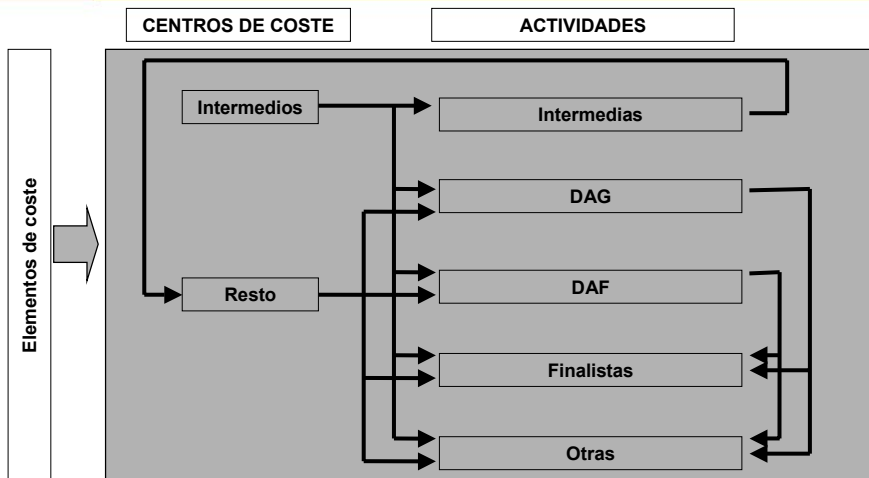 CENTROS DE COSTE
ACTIVIDADES
Elementos de coste
Intermedios
Intermedias
DAG
Resto
DAF
Finalistas
Otras